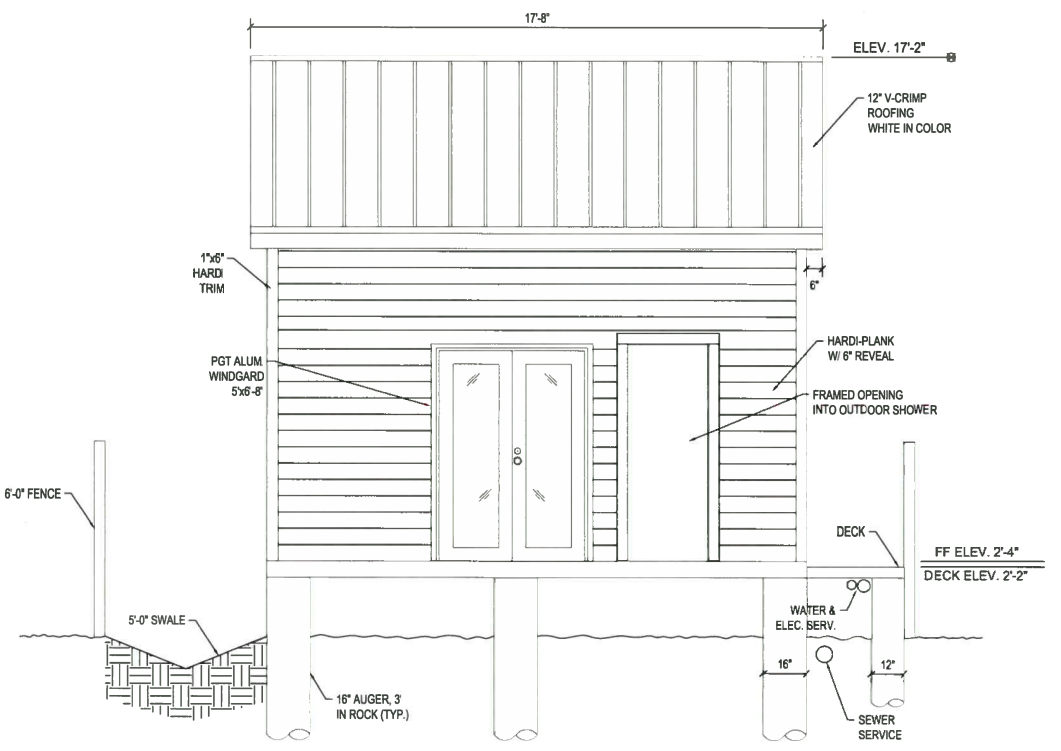 17'-8"
ELEV. 17'-2"
12" V-CRIMP
ROOFING
WHITE IN COLOR
1"x6"
HARDI
TRIM
6"
PGT ALUM.
WINDGARD
5'x6'-8"
HARDI-PLANK
W/ 6" REVEAL
FRAMED OPENING
INTO OUTDOOR SHOWER
6'-0" FENCE
DECK
FF ELEV. 2'-4"
DECK ELEV. 2'-2"
5'-0" SWALE
WATER &
ELEC. SERV.
16"
12"
16" AUGER, 3'
IN ROCK (TYP.)
SEWER
SERVICE